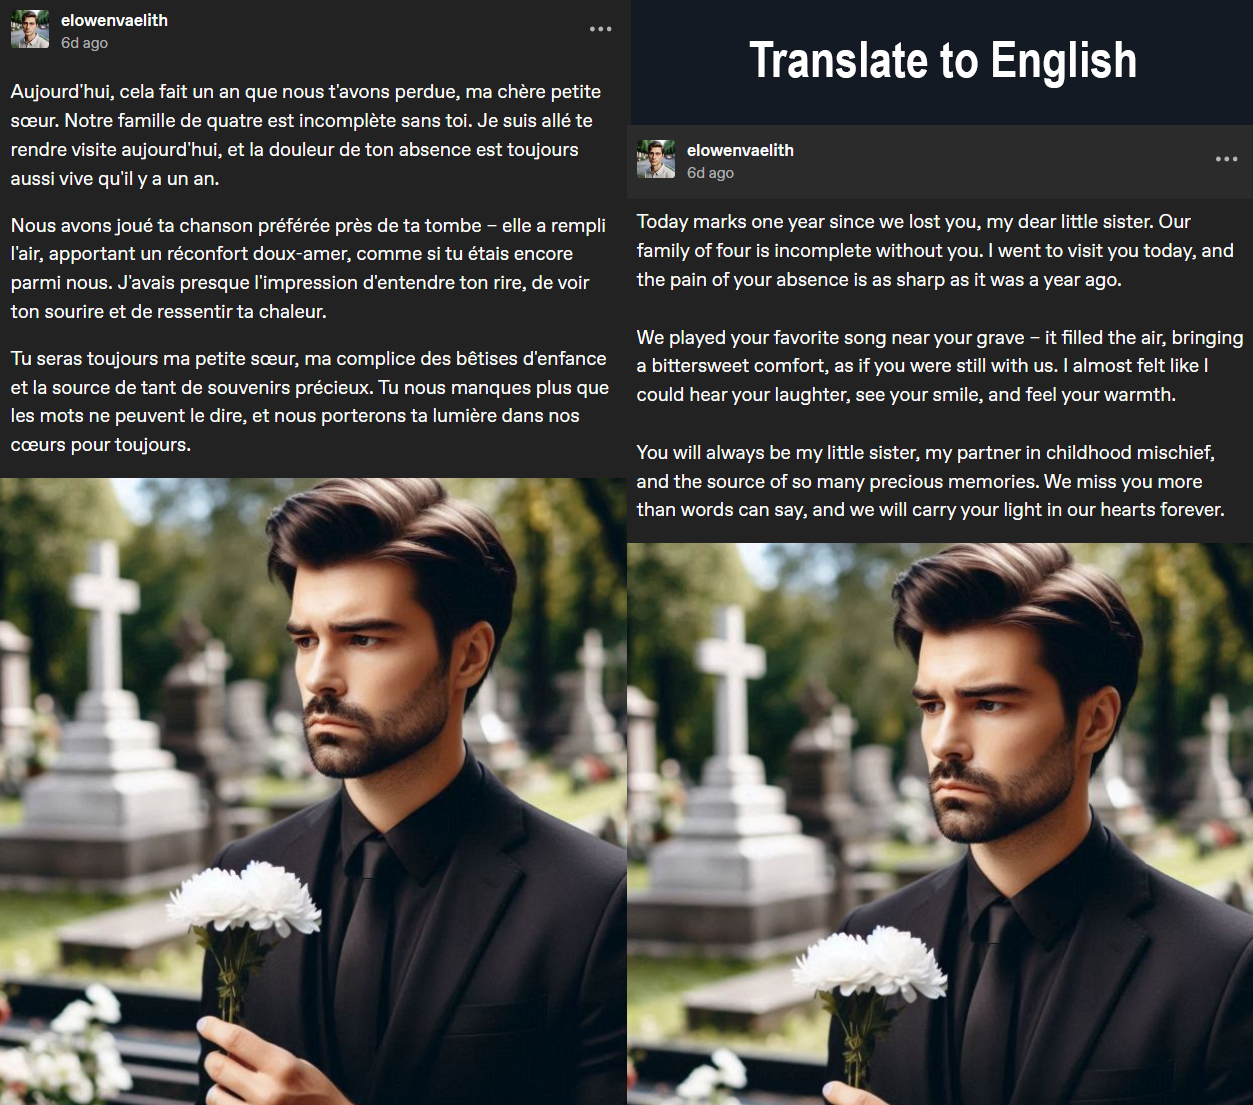 elowenvaelith
6d ago
Aujourd'hui, cela fait un an que nous t'avons perdue, ma chère petite
sœur. Notre famille de quatre est incomplète sans toi. Je suis allé te
rendre visite aujourd'hui, et la douleur de ton absence est toujours
aussi vive qu'il y a un an.
Nous avons joué ta chanson préférée près de ta tombe – elle a rempli
l'air, apportant un réconfort doux-amer, comme si tu étais encore
parmi nous. J'avais presque l'impression d'entendre ton rire, de voir
ton sourire et de ressentir ta chaleur.
Tu seras toujours ma petite sœur, ma complice des bêtises d'enfance
et la source de tant de souvenirs précieux. Tu nous manques plus que
les mots ne peuvent le dire, et nous porterons ta lumière dans nos
cœurs pour toujours.
Translate to English
elowenvaelith
6d ago
Today marks one year since we lost you, my dear little sister. Our
family of four is incomplete without you. I went to visit you today, and
the pain of your absence is as sharp as it was a year ago.
We played your favorite song near your grave – it filled the air, bringing
a bittersweet comfort, as if you were still with us. I almost felt like I
could hear your laughter, see your smile, and feel your warmth.
You will always be my little sister, my partner in childhood mischief,
and the source of so many precious memories. We miss you more
than words can say, and we will carry your light in our hearts forever.